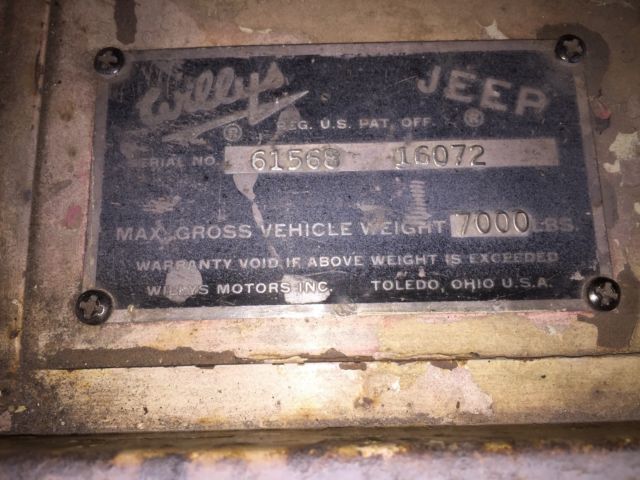 Willys JEEP
® REG. U.S. PAT. OFF. ®
SERIAL NO. 61568 16072
MAX. GROSS VEHICLE WEIGHT 7000 LBS.
WARRANTY VOID IF ABOVE WEIGHT IS EXCEEDED
WILLYS MOTORS INC. TOLEDO, OHIO U.S.A.